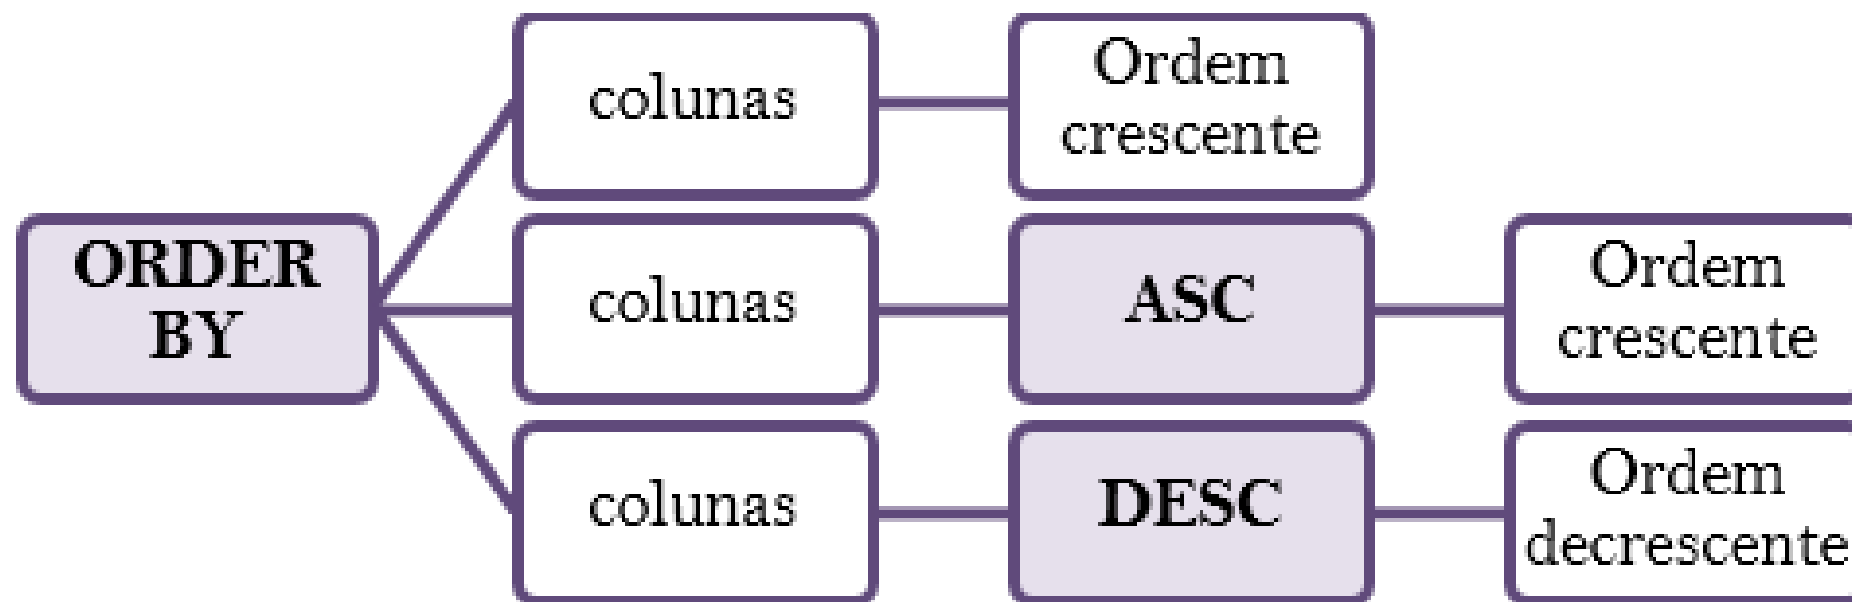 colunas
Ordem
crescente
ORDER
BY
colunas
ASC
Ordem
crescente
colunas
DESC
Ordem
decrescente